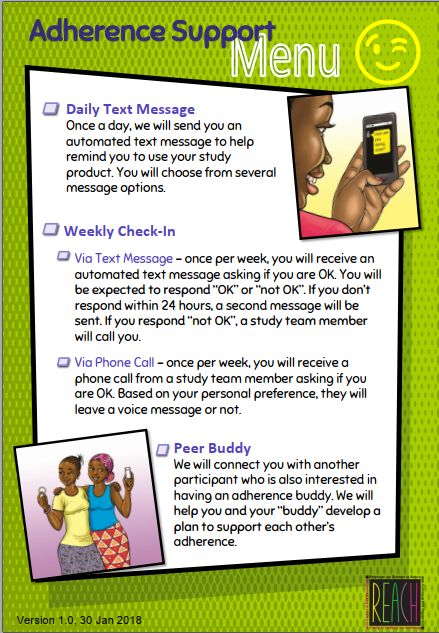 Adherence Support
Menu
Daily Text Message
Once a day, we will send you an
automated text message to help
remind you to use your study
product. You will choose from several
message options.
Weekly Check-In
Via Text Message – once per week, you will receive an
automated text message asking if you are OK. You will
be expected to respond “OK” or “not OK”. If you don’t
respond within 24 hours, a second message will be
sent. If you respond “not OK”, a study team member
will call you.
Via Phone Call – once per week, you will receive a
phone call from a study team member asking if you
are OK. Based on your personal preference, they will
leave a voice message or not.
Peer Buddy
We will connect you with another
participant who is also interested in
having an adherence buddy. We will
help you and your “buddy” develop a
plan to support each other’s
adherence.
REACH
Version 1.0, 30 Jan 2018